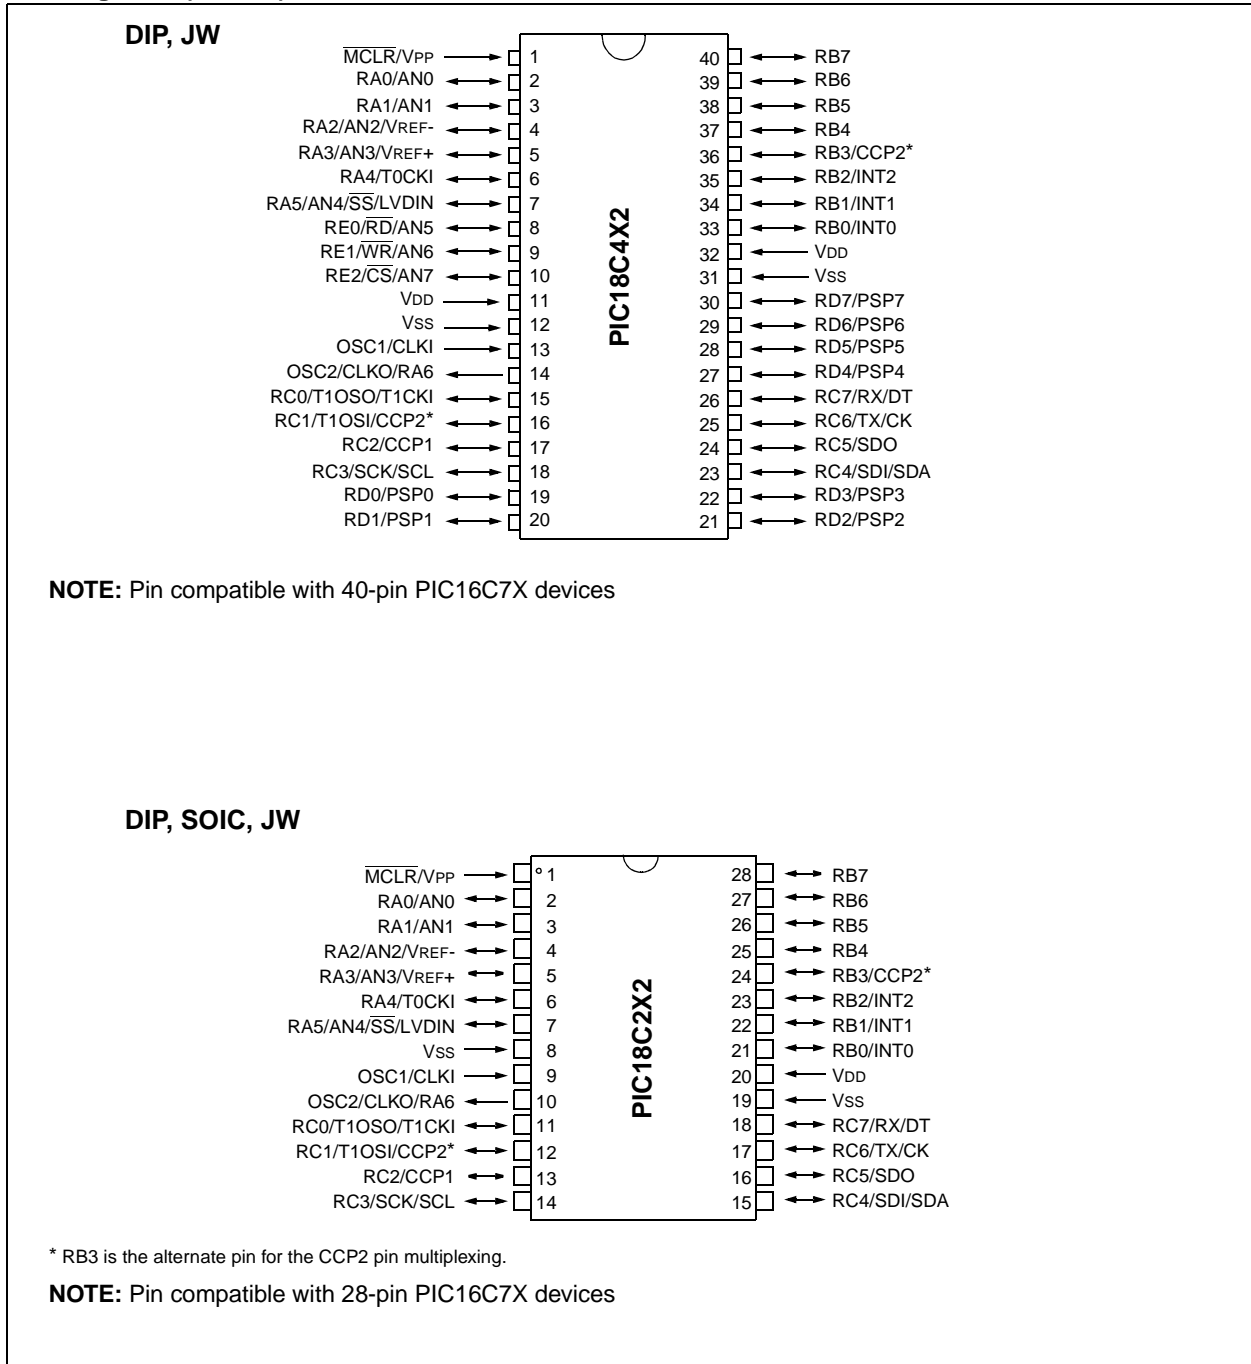 DIP, JW
MCLR/VPP 1 40 RB7
RA0/AN0 2 39 RB6
RA1/AN1 3 38 RB5
RA2/AN2/VREF- 4 37 RB4
RA3/AN3/VREF+ 5 36 RB3/CCP2*
RA4/T0CKI 6 35 RB2/INT2
RA5/AN4/SS/LVDIN 7 34 RB1/INT1
RE0/RD/AN5 8 33 RB0/INT0
RE1/WR/AN6 9 32 VDD
RE2/CS/AN7 10 31 VSS
VDD 11 30 RD7/PSP7
VSS 12 29 RD6/PSP6
OSC1/CLKI 13 28 RD5/PSP5
OSC2/CLKO/RA6 14 27 RD4/PSP4
RC0/T1OSO/T1CKI 15 26 RC7/RX/DT
RC1/T1OSI/CCP2* 16 25 RC6/TX/CK
RC2/CCP1 17 24 RC5/SDO
RC3/SCK/SCL 18 23 RC4/SDI/SDA
RD0/PSP0 19 22 RD3/PSP3
RD1/PSP1 20 21 RD2/PSP2
PIC18C4X2
NOTE: Pin compatible with 40-pin PIC16C7X devices
DIP, SOIC, JW
MCLR/VPP 1 28 RB7
RA0/AN0 2 27 RB6
RA1/AN1 3 26 RB5
RA2/AN2/VREF- 4 25 RB4
RA3/AN3/VREF+ 5 24 RB3/CCP2*
RA4/T0CKI 6 23 RB2/INT2
RA5/AN4/SS/LVDIN 7 22 RB1/INT1
VSS 8 21 RB0/INT0
OSC1/CLKI 9 20 VDD
OSC2/CLKO/RA6 10 19 VSS
RC0/T1OSO/T1CKI 11 18 RC7/RX/DT
RC1/T1OSI/CCP2* 12 17 RC6/TX/CK
RC2/CCP1 13 16 RC5/SDO
RC3/SCK/SCL 14 15 RC4/SDI/SDA
PIC18C2X2
* RB3 is the alternate pin for the CCP2 pin multiplexing.
NOTE: Pin compatible with 28-pin PIC16C7X devices